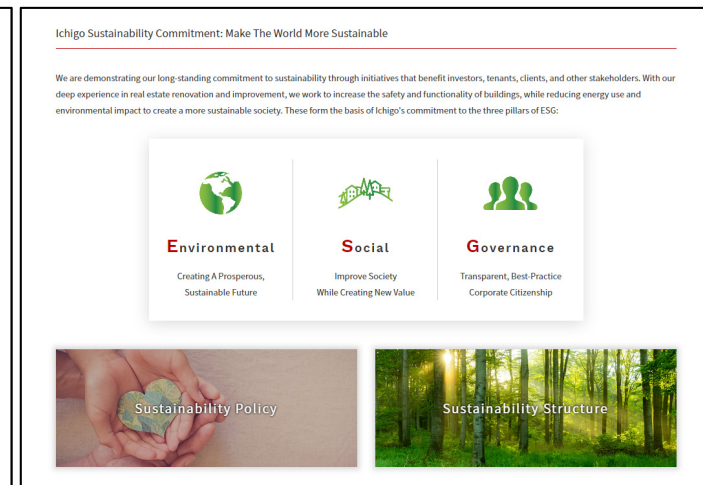 Ichigo Sustainability Commitment: Make The World More Sustainable
We are demonstrating our long-standing commitment to sustainability through initiatives that benefit investors, tenants, clients, and other stakeholders. With our
deep experience in real estate renovation and improvement, we work to increase the safety and functionality of buildings, while reducing energy use and
environmental impact to create a more sustainable society. These form the basis of Ichigo's commitment to the three pillars of ESG:
Environmental
Creating A Prosperous,
Sustainable Future
Social
Improve Society
While Creating New Value
Governance
Transparent, Best-Practice
Corporate Citizenship
Sustainability Policy
Sustainability Structure